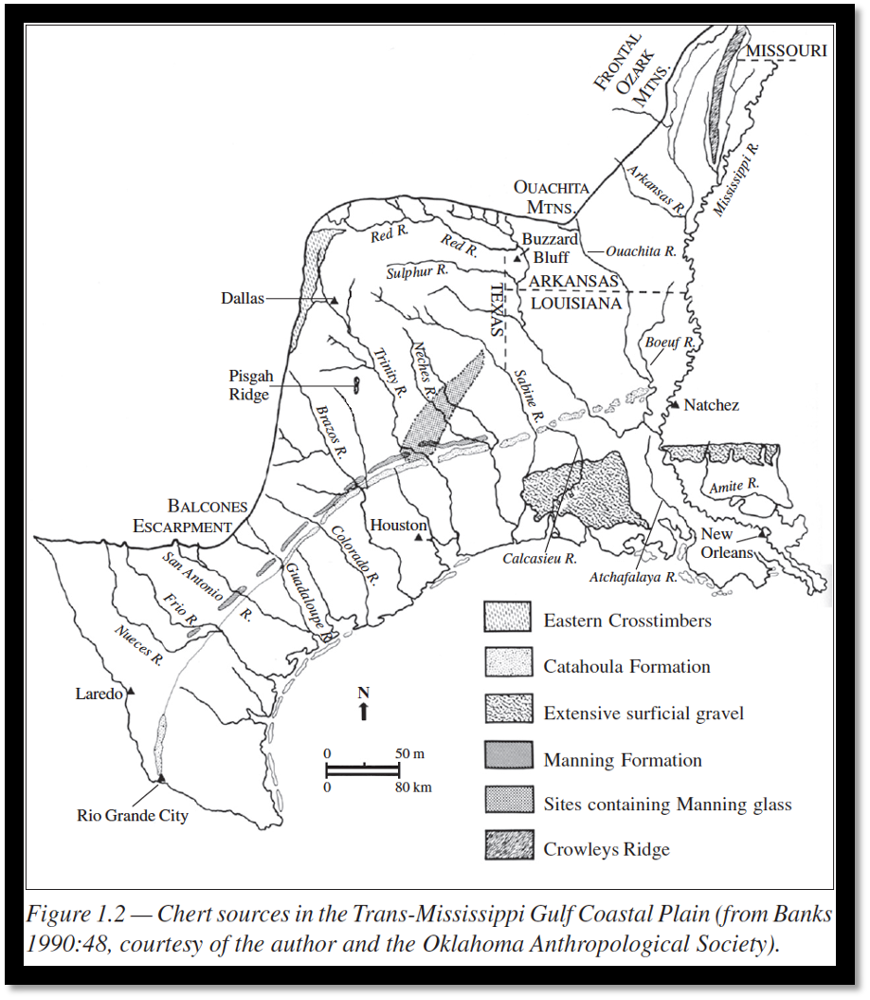 MISSOURI
FRONTAL
OZARK
MTNS.
Mississippi R.
Arkansas R.
OUACHITA
MTNS.
Red R.
Red R.
Buzzard
Bluff
Ouachita R.
Sulphur R.
ARKANSAS
LOUISIANA
TEXAS
Dallas
Boeuf R.
Pisgah
Ridge
Trinity R.
Neches R.
Sabine R.
Natchez
Brazos R.
Amite R.
BALCONES
ESCARPMENT
Houston
New
Orleans
Colorado R.
Calcasieu R.
Atchafalaya R.
San Antonio
R.
Guadaloupe R.
Frio R.
Nueces R.
Laredo
Rio Grande City
N
0 50 m
0 80 km
Eastern Crosstimbers
Catahoula Formation
Extensive surficial gravel
Manning Formation
Sites containing Manning glass
Crowleys Ridge
Figure 1.2 — Chert sources in the Trans-Mississippi Gulf Coastal Plain (from Banks
1990:48, courtesy of the author and the Oklahoma Anthropological Society).